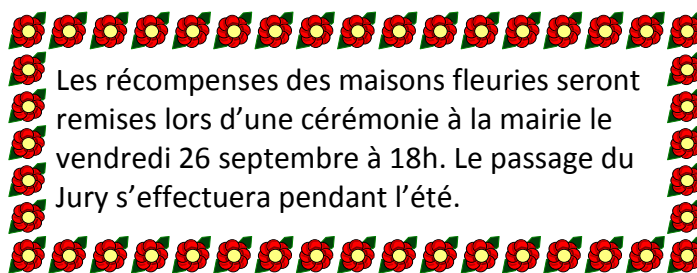 Les récompenses des maisons fleuries seront
remises lors d’une cérémonie à la mairie le
vendredi 26 septembre à 18h. Le passage du
Jury s’effectuera pendant l’été.